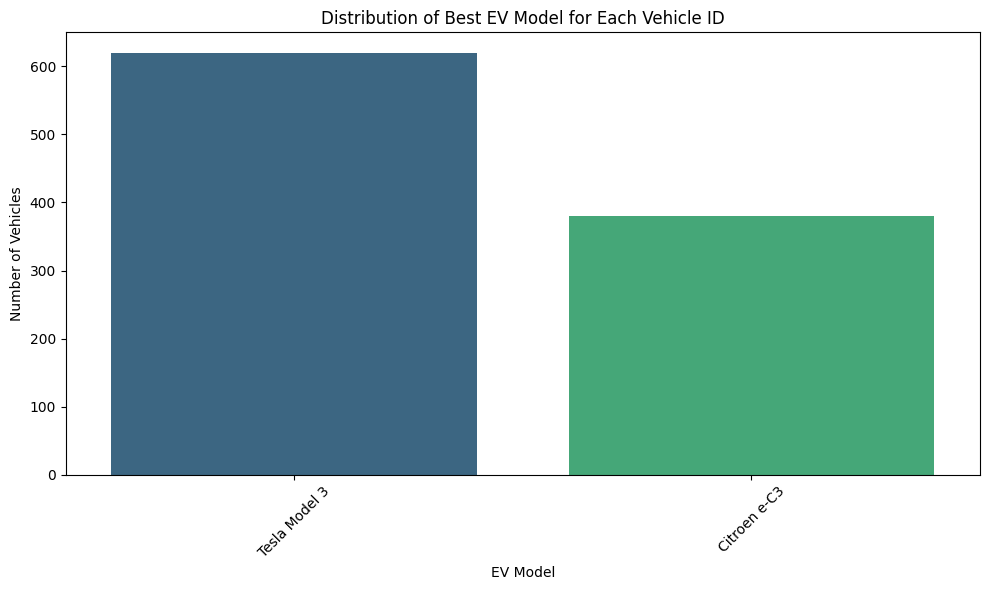 Distribution of Best EV Model for Each Vehicle ID
Number of Vehicles
600
500
400
300
200
100
0
Tesla Model 3
Citroen e-C3
EV Model